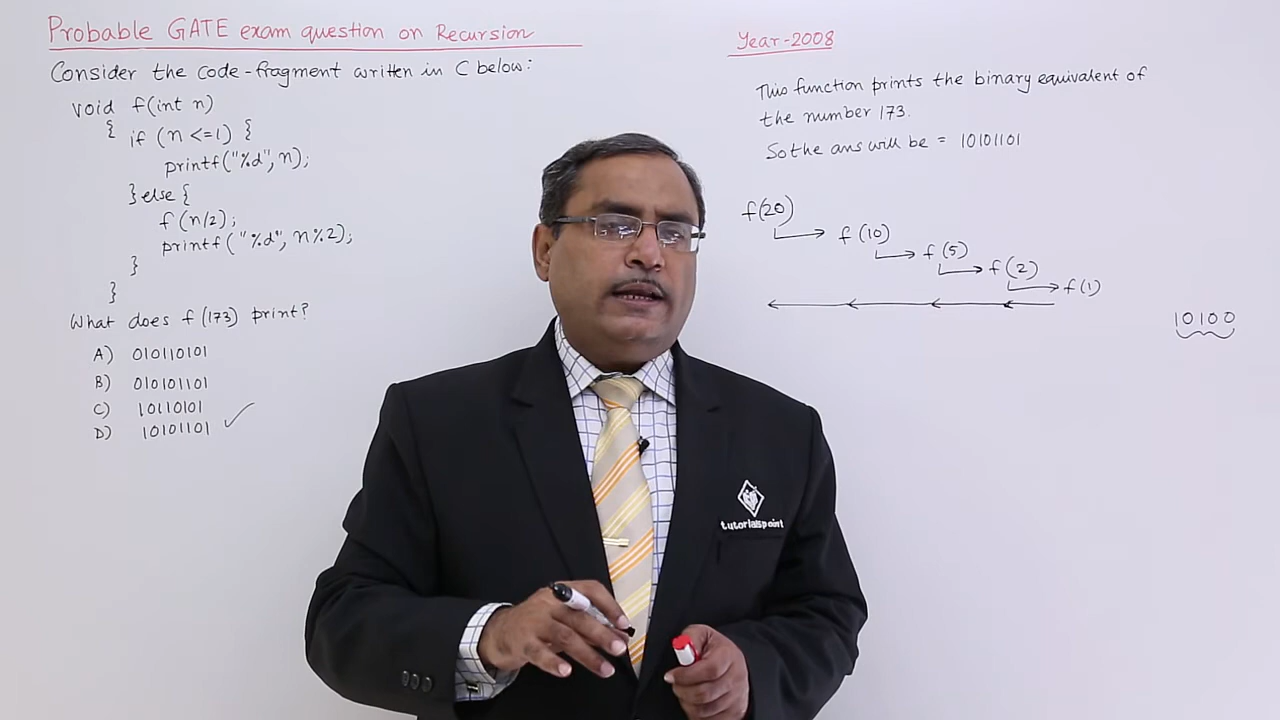 Probable GATE exam question on Recursion
Consider the code-fragment written in C below:
void f(int n)
{ if (n <=1) {
printf("%d", n);
} else {
f (n/2);
printf("%d", n%2);
}
}
What does f(173) print?
A) 010110101
B) 010101101
C) 10110101
D) 10101101
Year-2008
This function prints the binary equivalent of
the number 173.
So the ans will be = 10101101
f(20)
f(10)
f(5)
f(2)
f(1)
10100
tutorialspoint